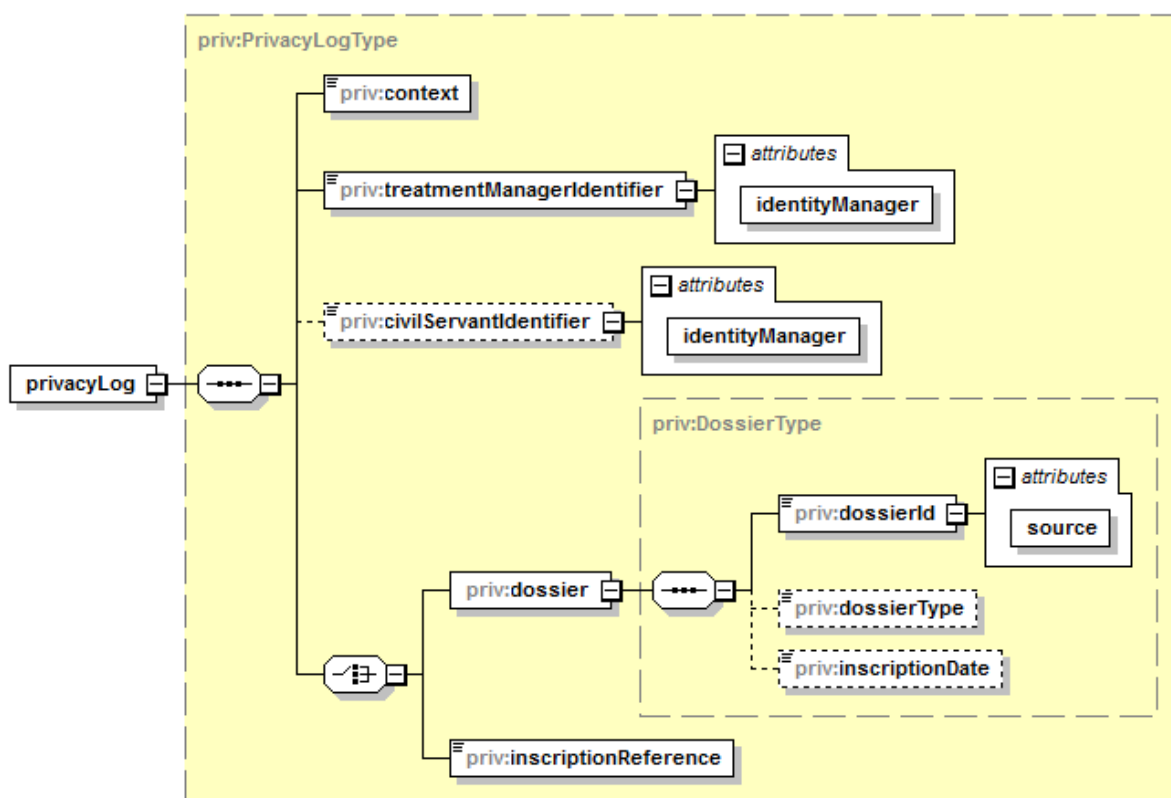 priv:PrivacyLogType
priv:context
attributes
priv:treatmentManagerIdentifier
identityManager
attributes
priv:civilServantIdentifier
identityManager
privacyLog
priv:DossierType
attributes
priv:dossierId
source
priv:dossier
priv:dossierType
priv:inscriptionDate
priv:inscriptionReference